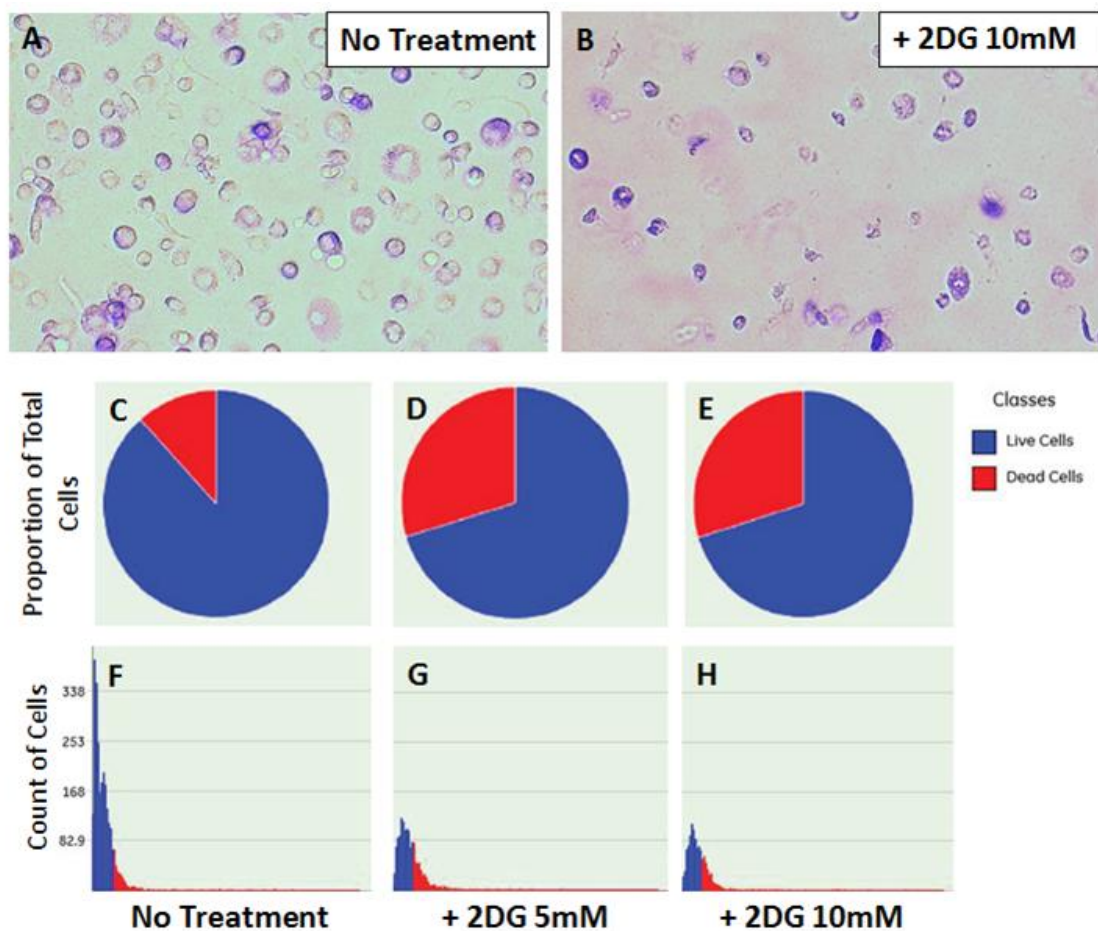 A
No Treatment
B
+ 2DG 10mM
Proportion of Total
Cells
C
D
E
Classes
Live Cells
Dead Cells
Count of Cells
338
253
168
82.9
F
G
H
No Treatment
+ 2DG 5mM
+ 2DG 10mM